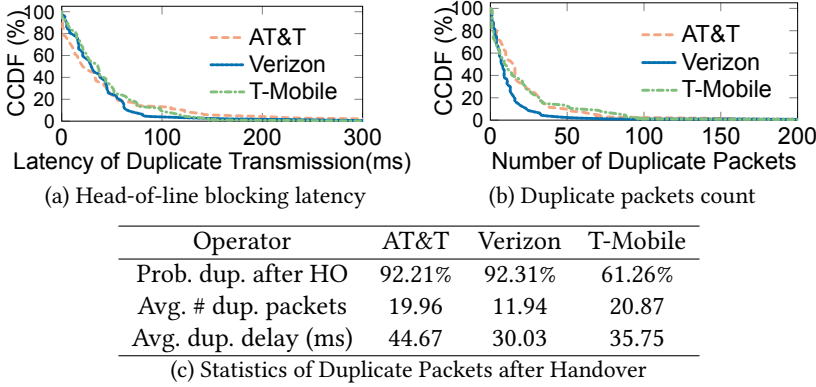 CCDF (%)
100
80
60
40
20
0
AT&T
Verizon
T-Mobile
0 100 200 300
Latency of Duplicate Transmission(ms)
(a) Head-of-line blocking latency
CCDF (%)
100
80
60
40
20
0
AT&T
Verizon
T-Mobile
0 50 100 150 200
Number of Duplicate Packets
(b) Duplicate packets count
Operator AT&T Verizon T-Mobile
Prob. dup. after HO 92.21% 92.31% 61.26%
Avg. # dup. packets 19.96 11.94 20.87
Avg. dup. delay (ms) 44.67 30.03 35.75
(c) Statistics of Duplicate Packets after Handover